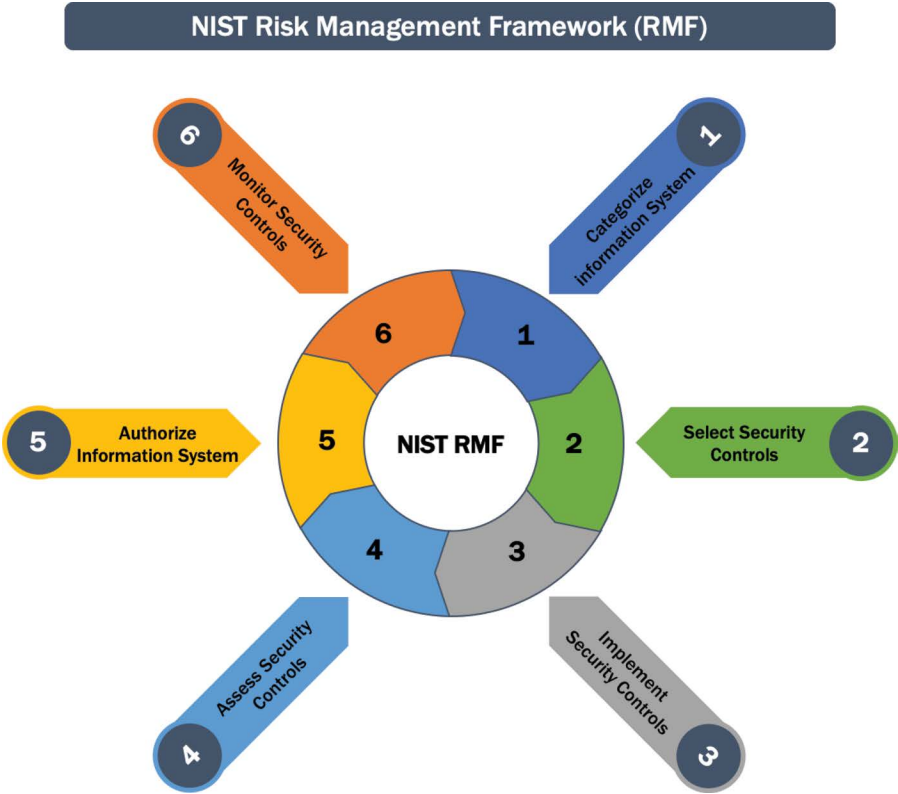 NIST Risk Management Framework (RMF)
6
Monitor Security
Controls
1
Categorize
information System
6
1
5
Authorize
Information System
5
NIST RMF
2
Select Security
Controls
2
4
3
Assess Security
Controls
4
Implement
Security Controls
3